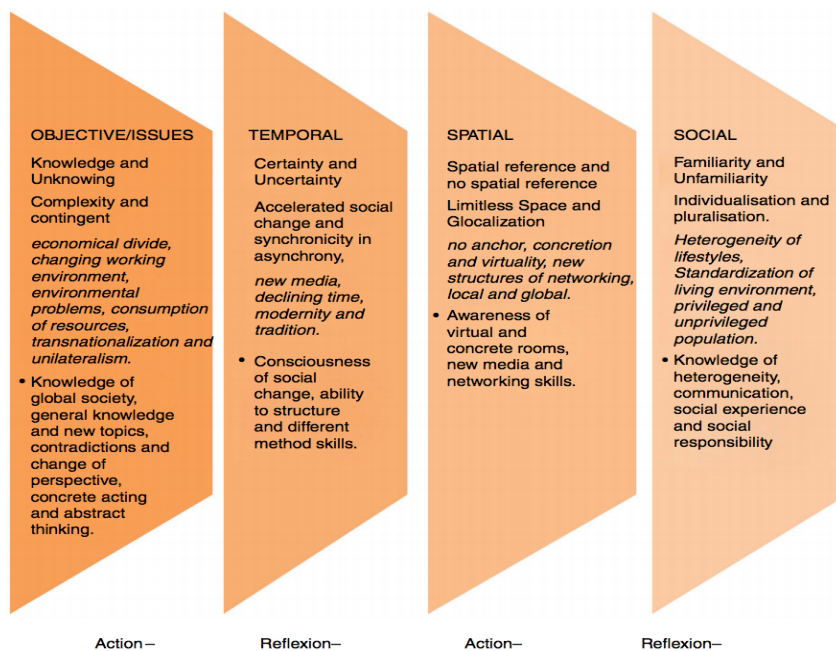 OBJECTIVE/ISSUES
Knowledge and
Unknowing
Complexity and
contingent
economical divide,
changing working
environment,
environmental
problems, consumption
of resources,
transnationalization and
unilateralism.
• Knowledge of
global society,
general knowledge
and new topics,
contradictions and
change of
perspective,
concrete acting
and abstract
thinking.
TEMPORAL
Certainty and
Uncertainty
Accelerated social
change and
synchronicity in
asynchrony,
new media,
declining time,
modernity and
tradition.
• Consciousness
of social
change, ability
to structure
and different
method skills.
SPATIAL
Spatial reference and
no spatial reference
Limitless Space and
Glocalization
no anchor, concretion
and virtuality, new
structures of networking,
local and global.
• Awareness of
virtual and
concrete rooms,
new media and
networking skills.
SOCIAL
Familiarity and
Unfamiliarity
Individualisation and
pluralisation.
Heterogeneity of
lifestyles,
Standardization of
living environment,
privileged and
unprivileged
population.
• Knowledge of
heterogeneity,
communication,
social experience
and social
responsibility
Action– Reflexion– Action– Reflexion–